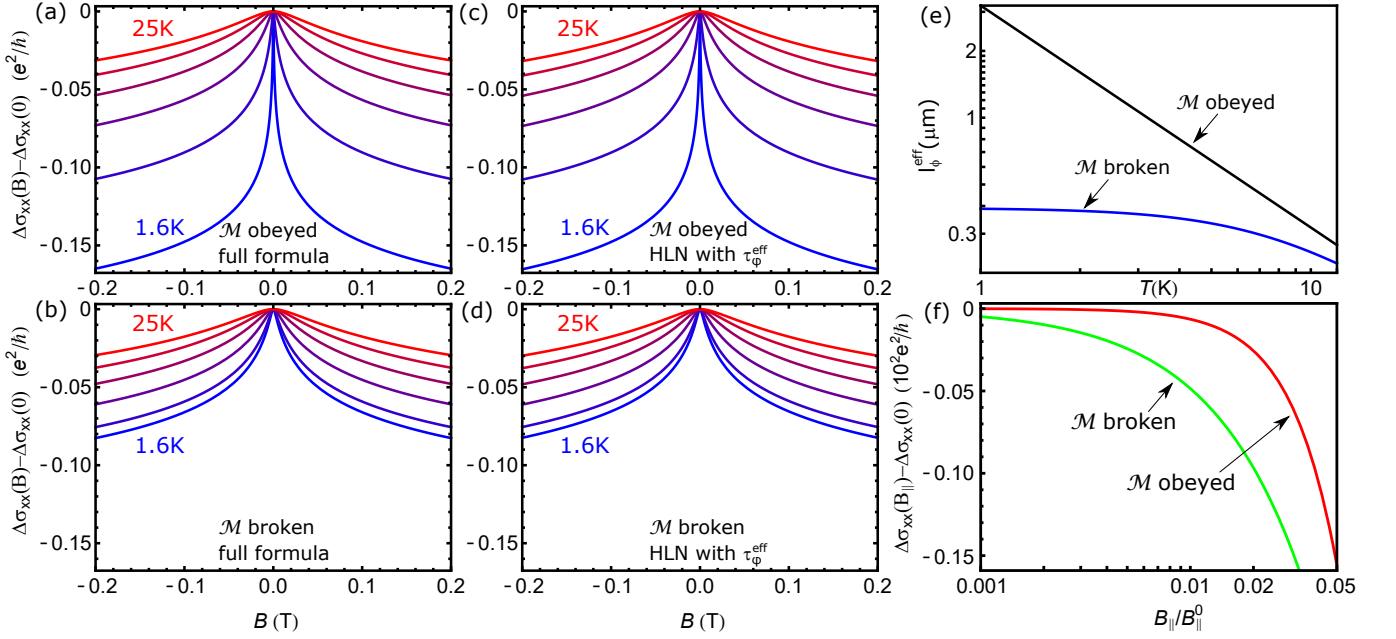 (a)
25K
1.6K
ℳ obeyed
full formula
0
-0.05
-0.10
-0.15
-0.2
-0.1
0.0
0.1
0.2
Δσxx(B)−Δσxx(0) (e²/h)
(c)
25K
1.6K
ℳ obeyed
HLN with τφ^eff
0
-0.05
-0.10
-0.15
-0.2
-0.1
0.0
0.1
0.2
(e)
ℳ obeyed
ℳ broken
2
1
0.3
lφ^eff(μm)
1
T(K)
10
(b)
25K
1.6K
ℳ broken
full formula
0
-0.05
-0.10
-0.15
-0.2
-0.1
0.0
0.1
0.2
Δσxx(B)−Δσxx(0) (e²/h)
B (T)
(d)
25K
1.6K
ℳ broken
HLN with τφ^eff
0
-0.05
-0.10
-0.15
-0.2
-0.1
0.0
0.1
0.2
B (T)
(f)
ℳ broken
ℳ obeyed
0
-0.05
-0.10
-0.15
Δσxx(B∥)−Δσxx(0) (10²e²/h)
0.001
0.01
0.02
0.05
B∥/B∥⁰